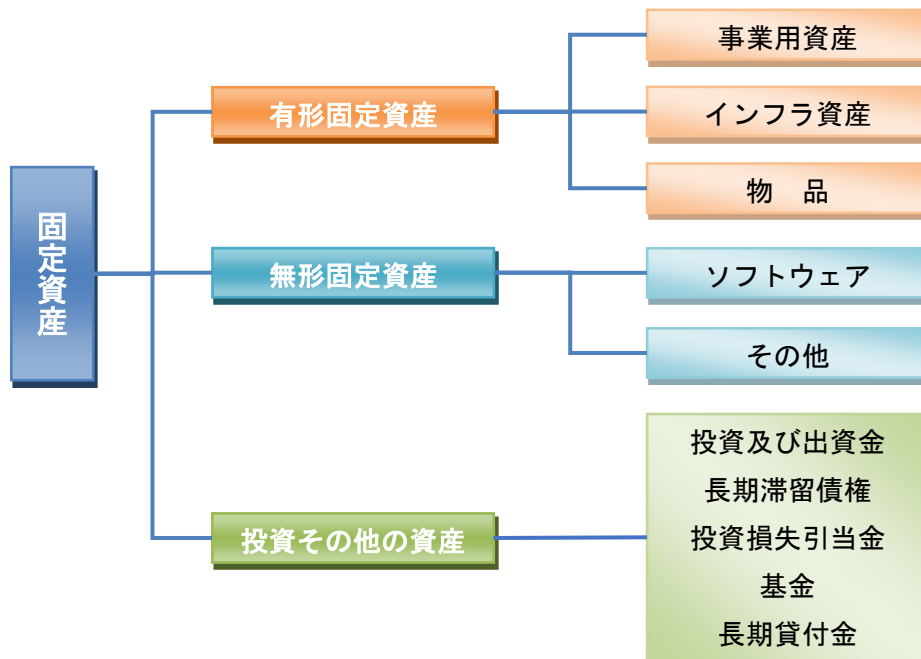 固定資産
有形固定資産
事業用資産
インフラ資産
物　品
無形固定資産
ソフトウェア
その他
投資その他の資産
投資及び出資金
長期滞留債権
投資損失引当金
基金
長期貸付金